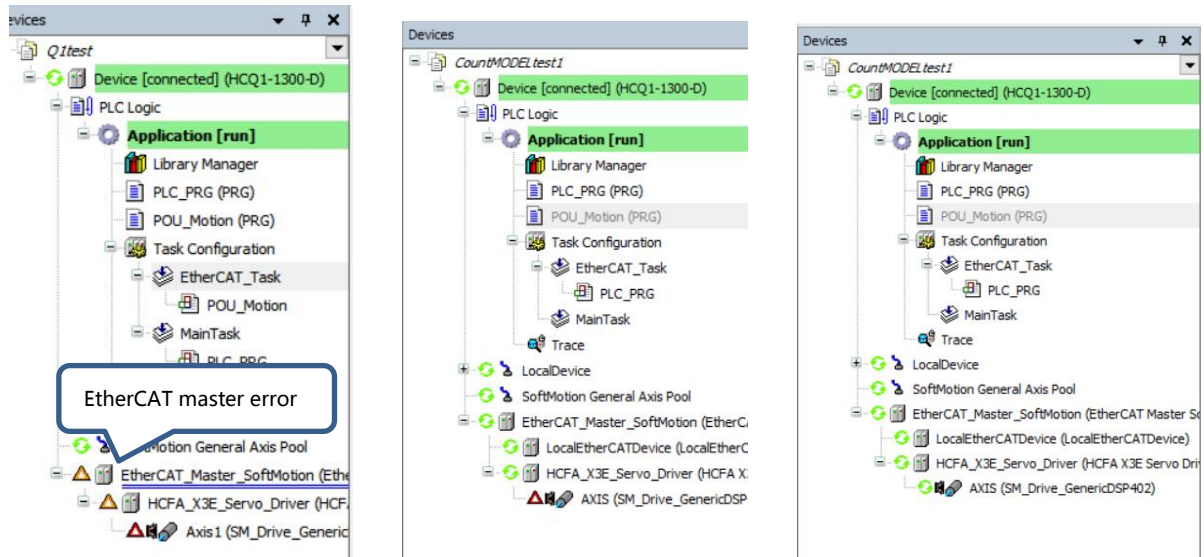 evices
Q1test
Device [connected] (HCQ1-1300-D)
PLC Logic
Application [run]
Library Manager
PLC_PRG (PRG)
POU_Motion (PRG)
Task Configuration
EtherCAT_Task
POU_Motion
MainTask
PLC_PRG
EtherCAT master error
Motion General Axis Pool
EtherCAT_Master_SoftMotion (Ethe
HCFA_X3E_Servo_Driver (HCF
Axis1 (SM_Drive_Generic
Devices
CountMODELtest1
Device [connected] (HCQ1-1300-D)
PLC Logic
Application [run]
Library Manager
PLC_PRG (PRG)
POU_Motion (PRG)
Task Configuration
EtherCAT_Task
PLC_PRG
MainTask
Trace
LocalDevice
SoftMotion General Axis Pool
EtherCAT_Master_SoftMotion (EtherC
LocalEtherCATDevice (LocalEtherC
HCFA_X3E_Servo_Driver (HCFA X
AXIS (SM_Drive_GenericDSP
Devices
CountMODELtest1
Device [connected] (HCQ1-1300-D)
PLC Logic
Application [run]
Library Manager
PLC_PRG (PRG)
POU_Motion (PRG)
Task Configuration
EtherCAT_Task
PLC_PRG
MainTask
Trace
LocalDevice
SoftMotion General Axis Pool
EtherCAT_Master_SoftMotion (EtherCAT Master So
LocalEtherCATDevice (LocalEtherCATDevice)
HCFA_X3E_Servo_Driver (HCFA X3E Servo Dri
AXIS (SM_Drive_GenericDSP402)